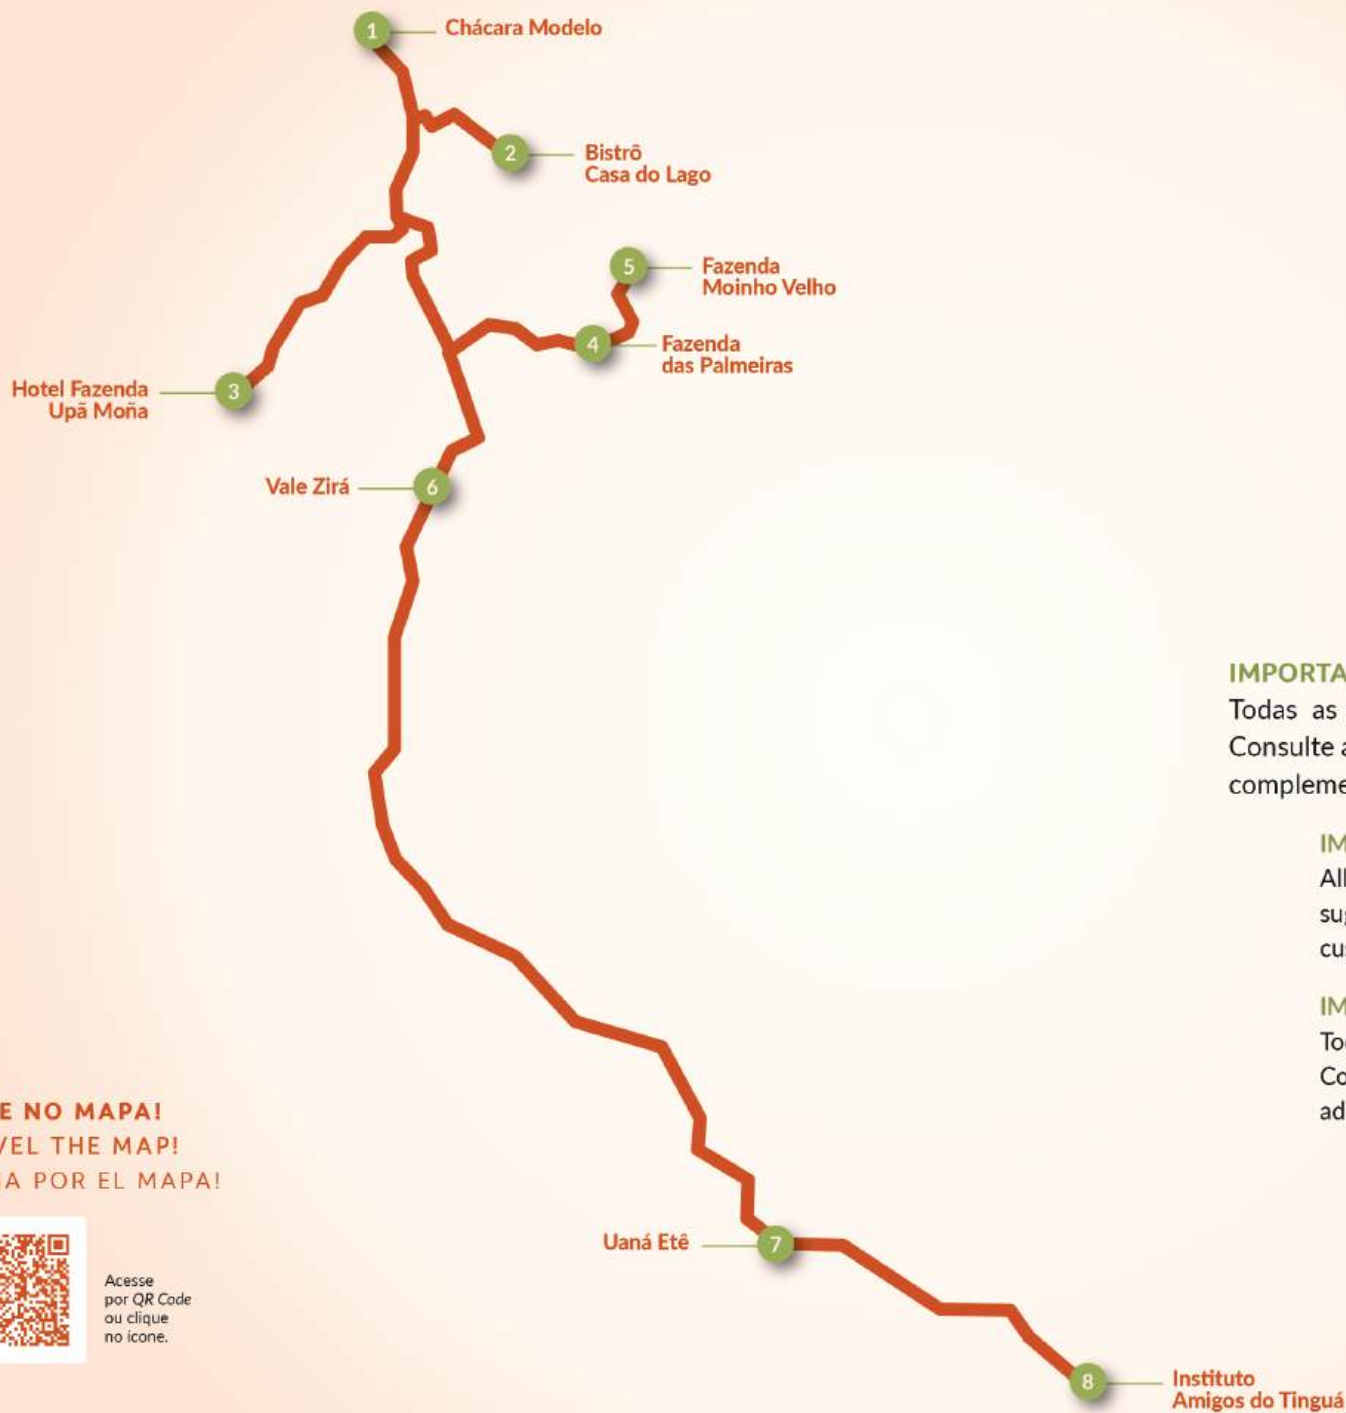 1
Chácara Modelo
2
Bistrô
Casa do Lago
5
Fazenda
Moinho Velho
4
Fazenda
das Palmeiras
Hotel Fazenda
Upã Moña
3
Vale Zirá
6
IMPORTA
Todas as
Consulte a
compleme
IM
All
sug
cus
IM
Too
Co
ad
E NO MAPA!
VEL THE MAP!
A POR EL MAPA!
Acesse
por QR Code
ou clique
no ícone.
Uaná Etê
7
8
Instituto
Amigos do Tinguá